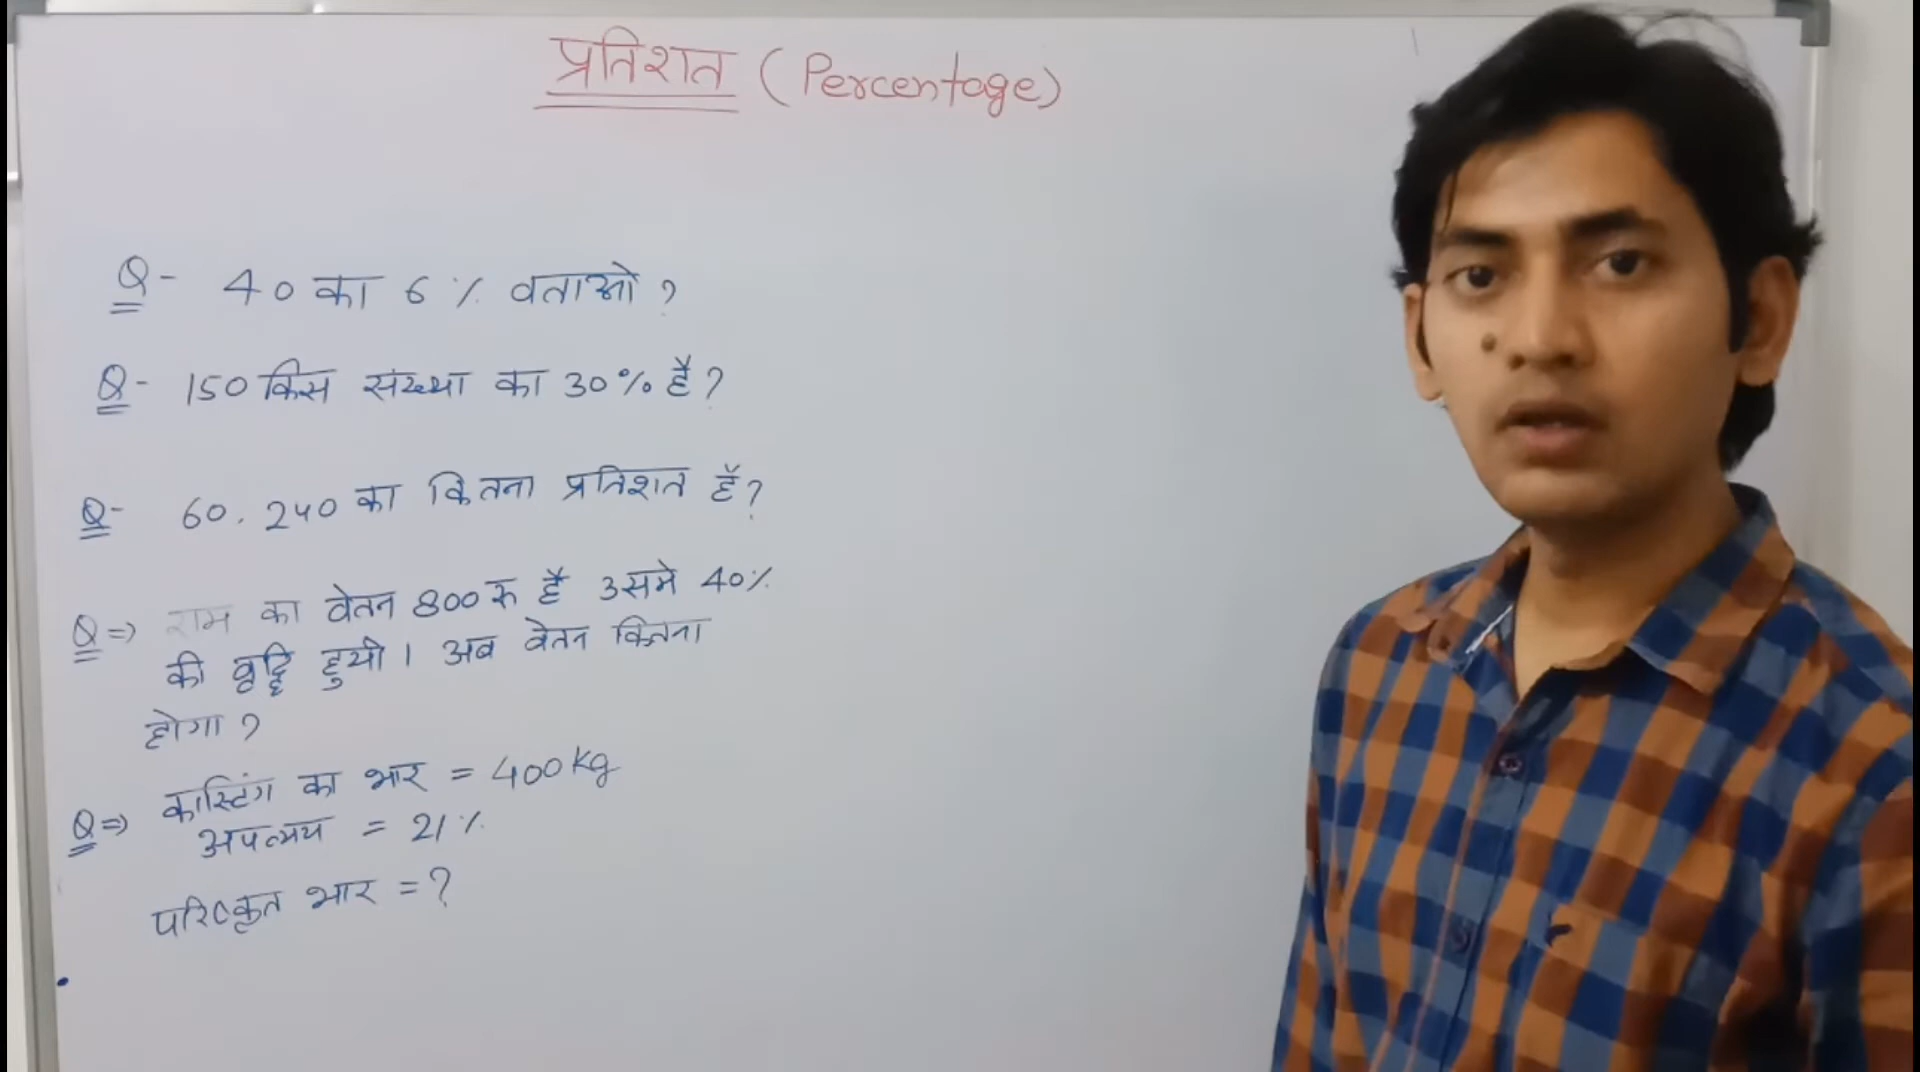 प्रतिशत (Percentage)
Q- 40 का 6% वताओ?
Q- 150 किस संख्या का 30% है?
Q- 60, 240 का कितना प्रतिशत है?
Q⇒ राम का वेतन 800 रू है उसमे 40%
की वृद्धि हुयी। अब वेतन कितना
होगा?
Q⇒ कास्टिंग का भार = 400 Kg
अपव्यय = 21%
परिष्कृत भार = ?